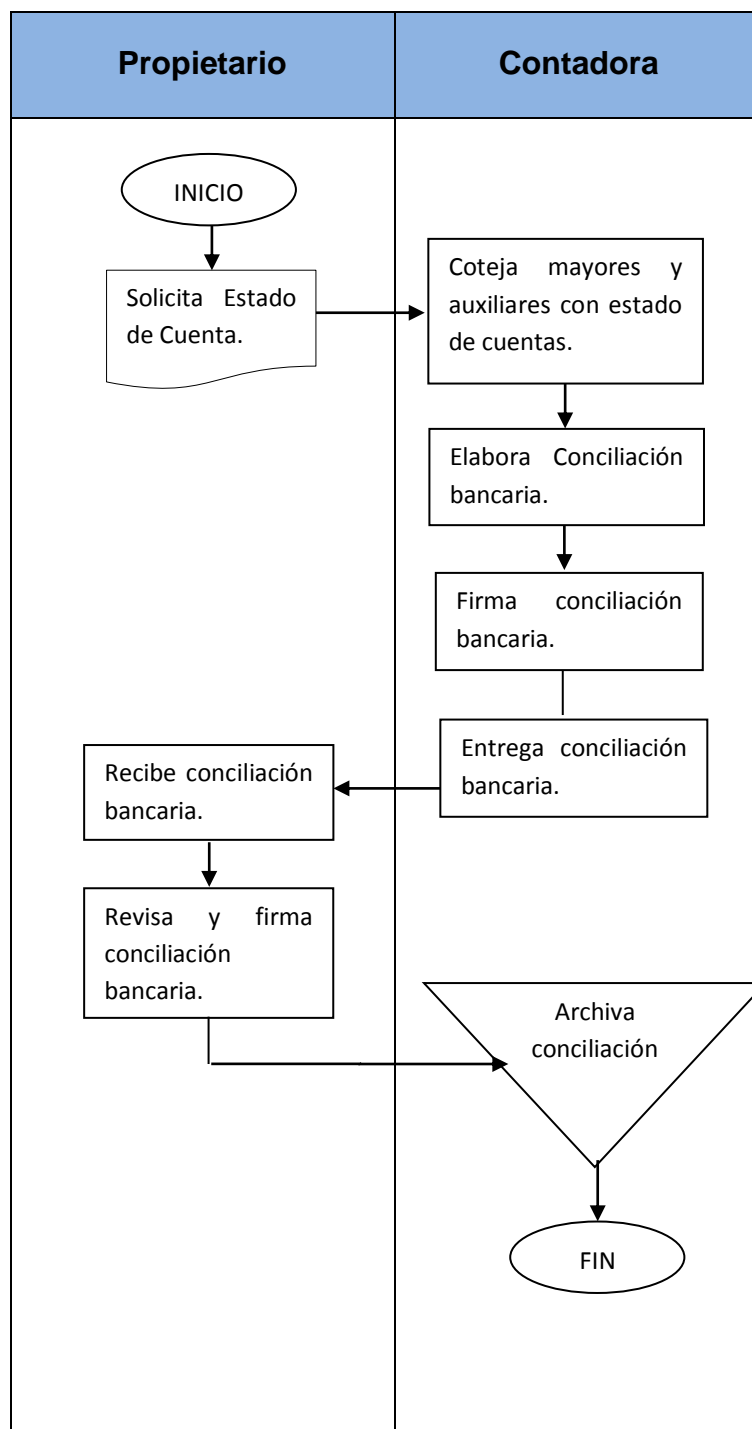 Propietario
Contadora
INICIO
Solicita Estado
de Cuenta.
Coteja mayores y
auxiliares con estado
de cuentas.
Elabora Conciliación
bancaria.
Firma conciliación
bancaria.
Entrega conciliación
bancaria.
Recibe conciliación
bancaria.
Revisa y firma
conciliación
bancaria.
Archiva
conciliación
FIN